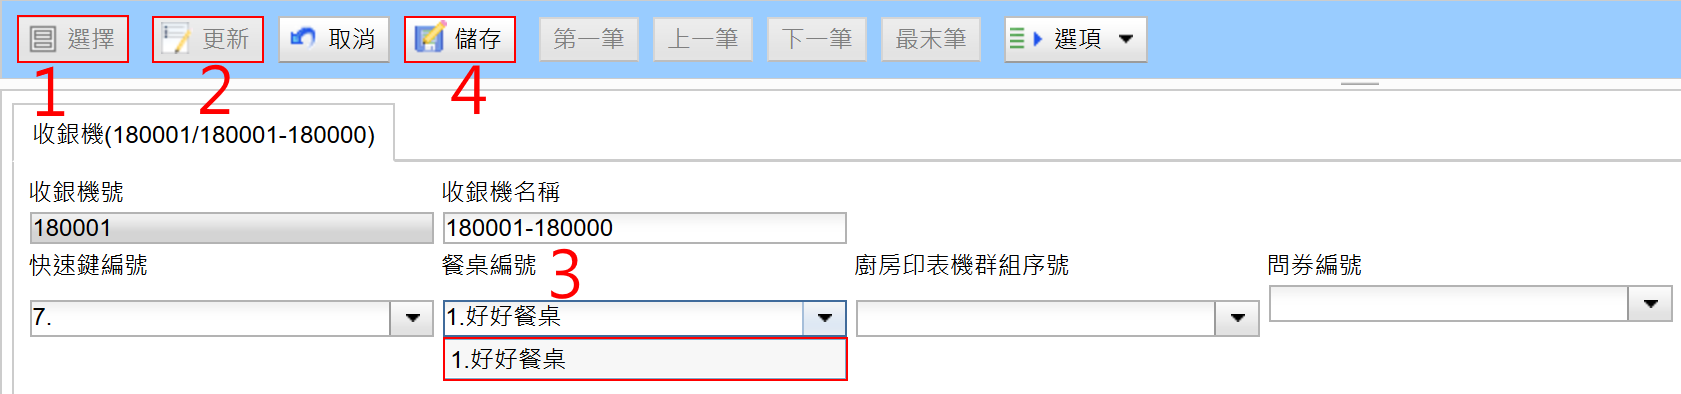 選擇 更新 取消 儲存 第一筆 上一筆 下一筆 最末筆 選項
1 2 4
收銀機(180001/180001-180000)
收銀機號 收銀機名稱
180001 180001-180000
快速鍵編號 餐桌編號 3 廚房印表機群組序號 問券編號
7. 1.好好餐桌
1.好好餐桌